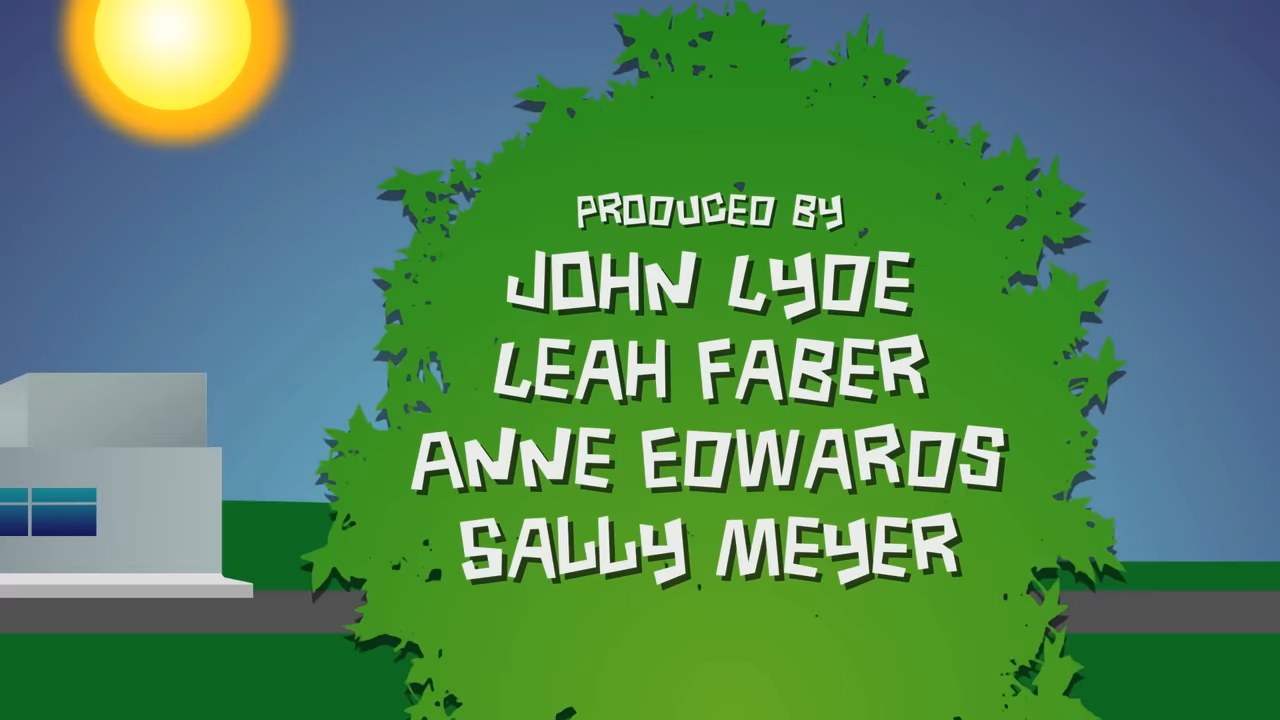 PRODUCED BY
JOHN LYDE
LEAH FABER
ANNE EDWARDS
SALLY MEYER